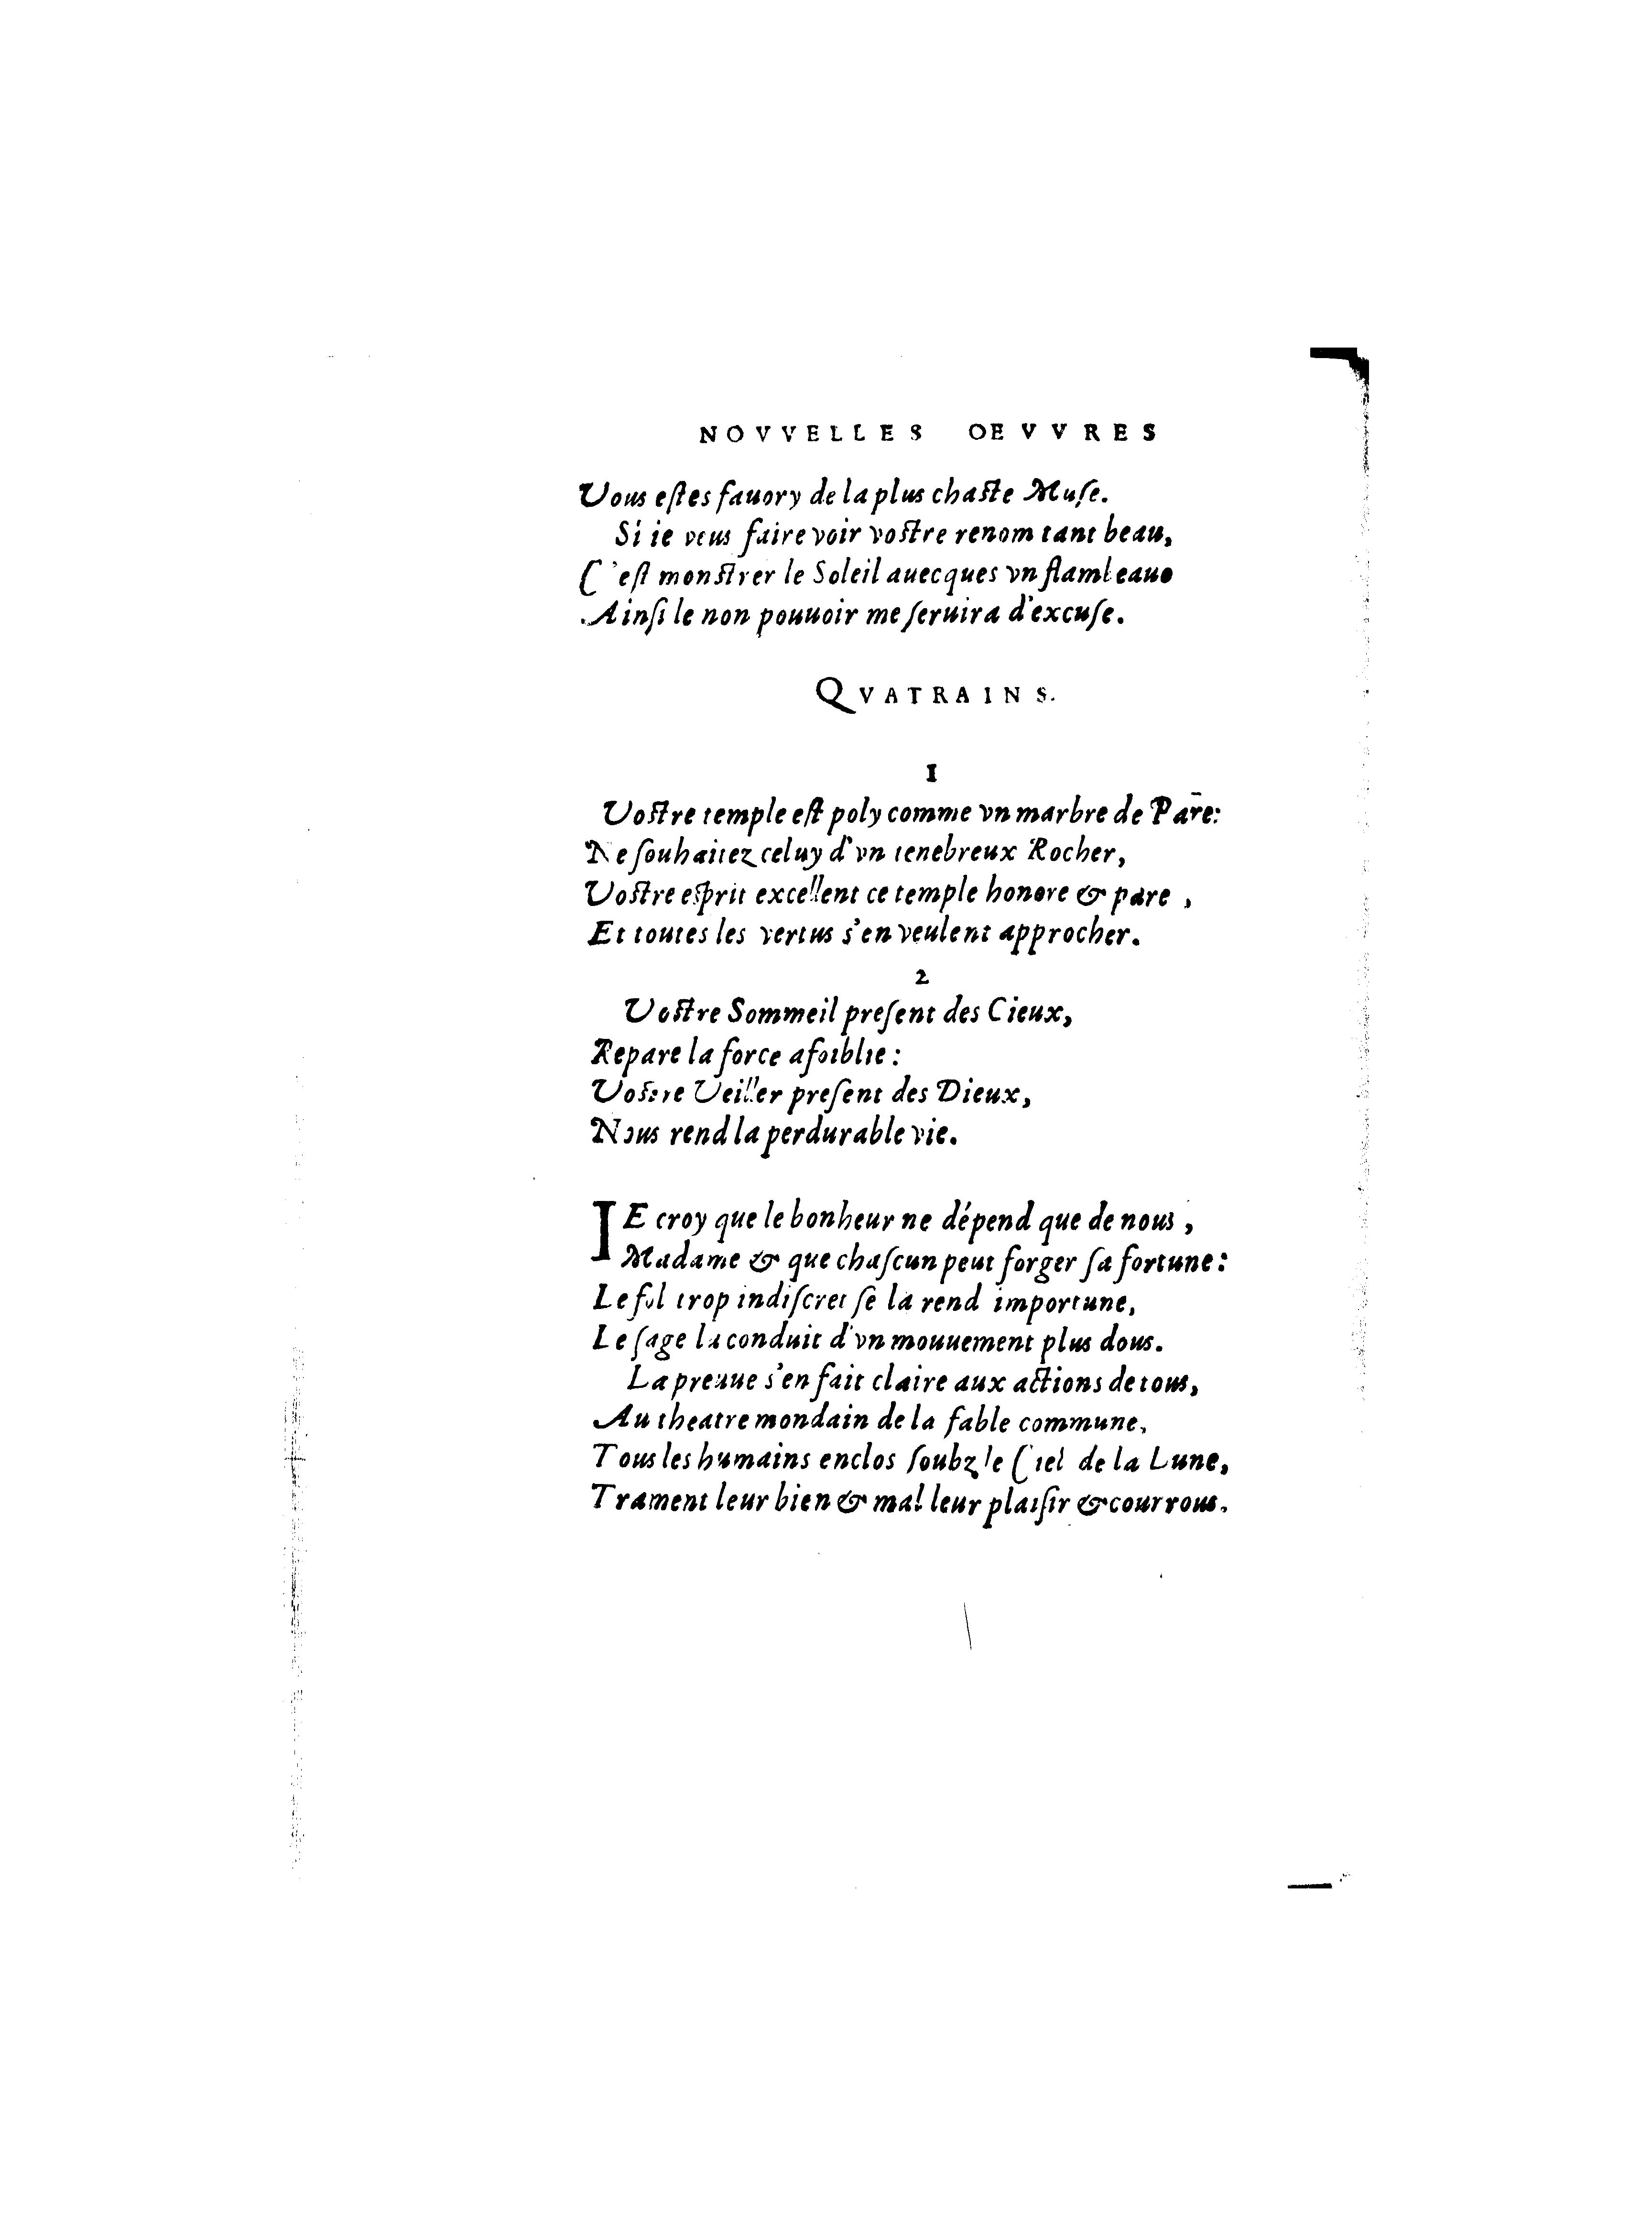 NOVVELLES OEVVRES
Vous eſtes fauory de la plus chaſte Muſe.
Si ie veus faire voir voſtre renom tant beau,
C'eſt monſtrer le Soleil auecques vn flambeauo
Ainſi le non pouuoir me ſeruira d'excuſe.
QVATRAINS.
1
Voſtre temple eſt poly comme vn marbre de Par̄e:
Ne ſouhaitez celuy d'vn tenebreux Rocher,
Voſtre eſprit excellent ce temple honore & pare ,
Et toutes les vertus s'en veulent approcher.
2
Voſtre Sommeil preſent des Cieux,
Repare la force afoiblie :
Voſtre Veiller preſent des Dieux,
Nous rend la perdurable vie.
IE croy que le bonheur ne dépend que de nous ,
Madame & que chaſcun peut forger ſa fortune :
Le fol trop indiſcret ſe la rend importune,
Le ſage la conduit d'vn mouuement plus dous.
La preuue s'en fait claire aux actions de tous,
Au theatre mondain de la fable commune,
Tous les humains enclos ſoubz le Ciel de la Lune,
Trament leur bien & mal leur plaiſir & courrous.